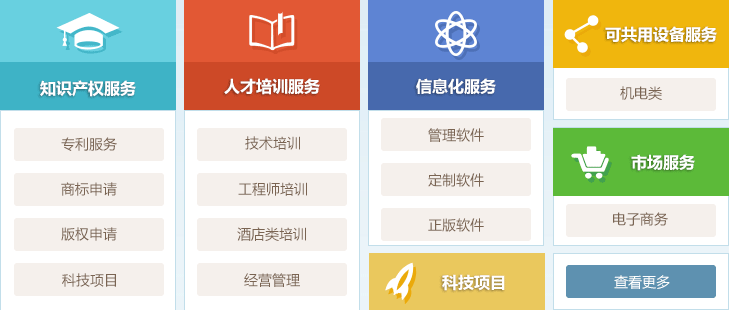 知识产权服务
专利服务
商标申请
版权申请
科技项目
人才培训服务
技术培训
工程师培训
酒店类培训
经营管理
信息化服务
管理软件
定制软件
正版软件
科技项目
可共用设备服务
机电类
市场服务
电子商务
查看更多